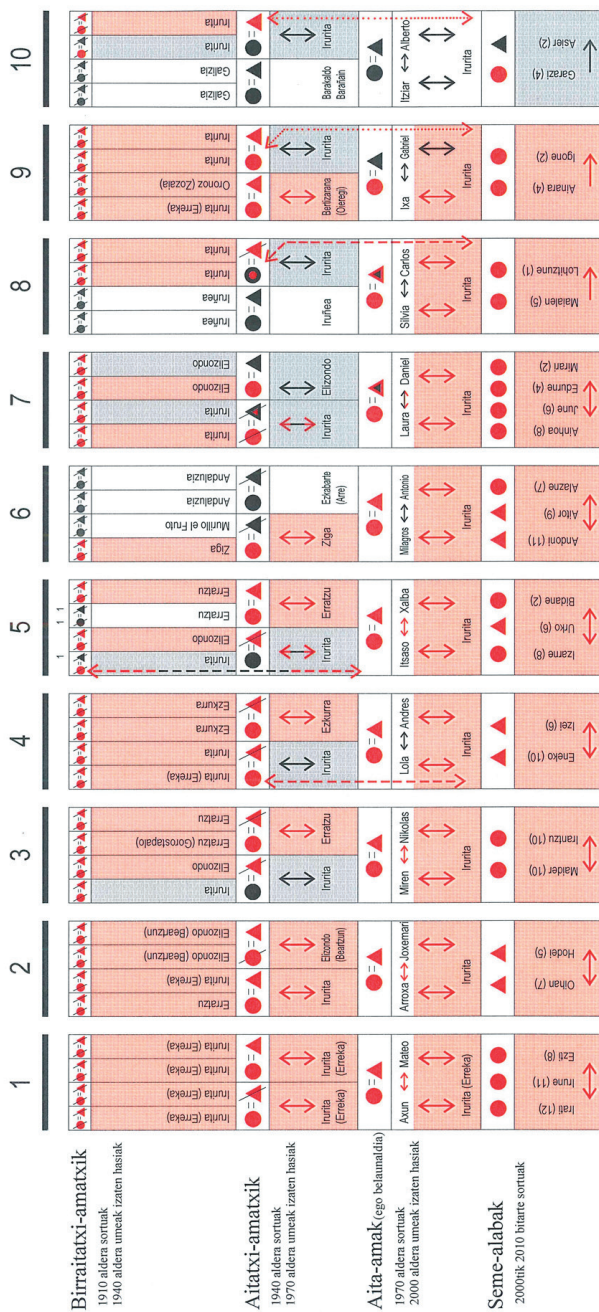 1
2
3
4
5
6
7
8
9
10
1
1 1
Birraitatxi-amatxik
1910 aldera sortuak
1940 aldera umeak izaten hasiak
Irurita (Erreka)
Irurita (Erreka)
Irurita (Erreka)
Irurita (Erreka)
Erratzu
Irurita (Erreka)
Elizondo (Beartzun)
Elizondo (Beartzun)
Irurita
Elizondo
Erratzu (Gorostapalo)
Erratzu
Irurita (Erreka)
Irurita
Ezkurra
Ezkurra
Irurita
Elizondo
Erratzu
Erratzu
Ziga
Murillo el Fruto
Andaluzia
Andaluzia
Irurita
Irurita
Elizondo
Elizondo
Iruñea
Iruñea
Irurita
Irurita
Irurita (Erreka)
Oronoz (Zozaia)
Irurita
Irurita
Galizia
Galizia
Irurita
Irurita
Aitatxi-amatxik
1940 aldera sortuak
1970 aldera umeak izaten hasiak
Irurita
(Erreka)
Irurita
(Erreka)
Irurita
Elizondo
(Beartzun)
Irurita
Erratzu
Irurita
Ezkurra
Irurita
Erratzu
Ziga
Ezkabarte
(Arre)
Irurita
Elizondo
Iruñea
Irurita
Bertizarana
(Oieregi)
Irurita
Barakaldo
Barañain
Irurita
Aita-amak (ego belaunaldia)
1970 aldera sortuak
2000 aldera umeak izaten hasiak
Axun Mateo
Irurita (Erreka)
Arroxa Joxemari
Irurita
Miren Nikolas
Irurita
Lola Andres
Irurita
Itsaso Xalba
Irurita
Milagros Antonio
Irurita
Laura Daniel
Irurita
Silvia Carlos
Irurita
Ixa Gabriel
Irurita
Itziar Alberto
Irurita
Seme-alabak
2000tik 2010 bitarte sortuak
Irati (12)
Irune (11)
Ezti (8)
Oihan (7)
Hodei (5)
Maider (10)
Irantzu (10)
Eneko (10)
Izei (6)
Izarne (8)
Urko (6)
Bidane (2)
Andoni (11)
Aitor (9)
Alazne (7)
Ainhoa (8)
June (6)
Edurne (4)
Mirari (2)
Maialen (5)
Lohitzune (1)
Ainara (4)
Igone (2)
Garazi (4)
Asier (2)